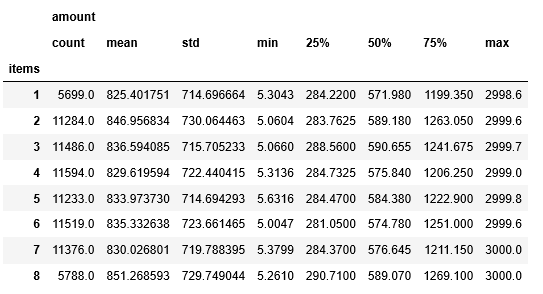 amount
count mean std min 25% 50% 75% max
items
1 5699.0 825.401751 714.696664 5.3043 284.2200 571.980 1199.350 2998.6
2 11284.0 846.956834 730.064463 5.0604 283.7625 589.180 1263.050 2999.6
3 11486.0 836.594085 715.705233 5.0660 288.5600 590.655 1241.675 2999.7
4 11594.0 829.619594 722.440415 5.3136 284.7325 575.840 1206.250 2999.0
5 11233.0 833.973730 714.694293 5.6316 284.4700 584.380 1222.900 2999.8
6 11519.0 835.332638 723.661465 5.0047 281.0500 574.780 1251.000 2999.6
7 11376.0 830.026801 719.788395 5.3799 284.3700 576.645 1211.150 3000.0
8 5788.0 851.268593 729.749044 5.2610 290.7100 589.070 1269.100 3000.0